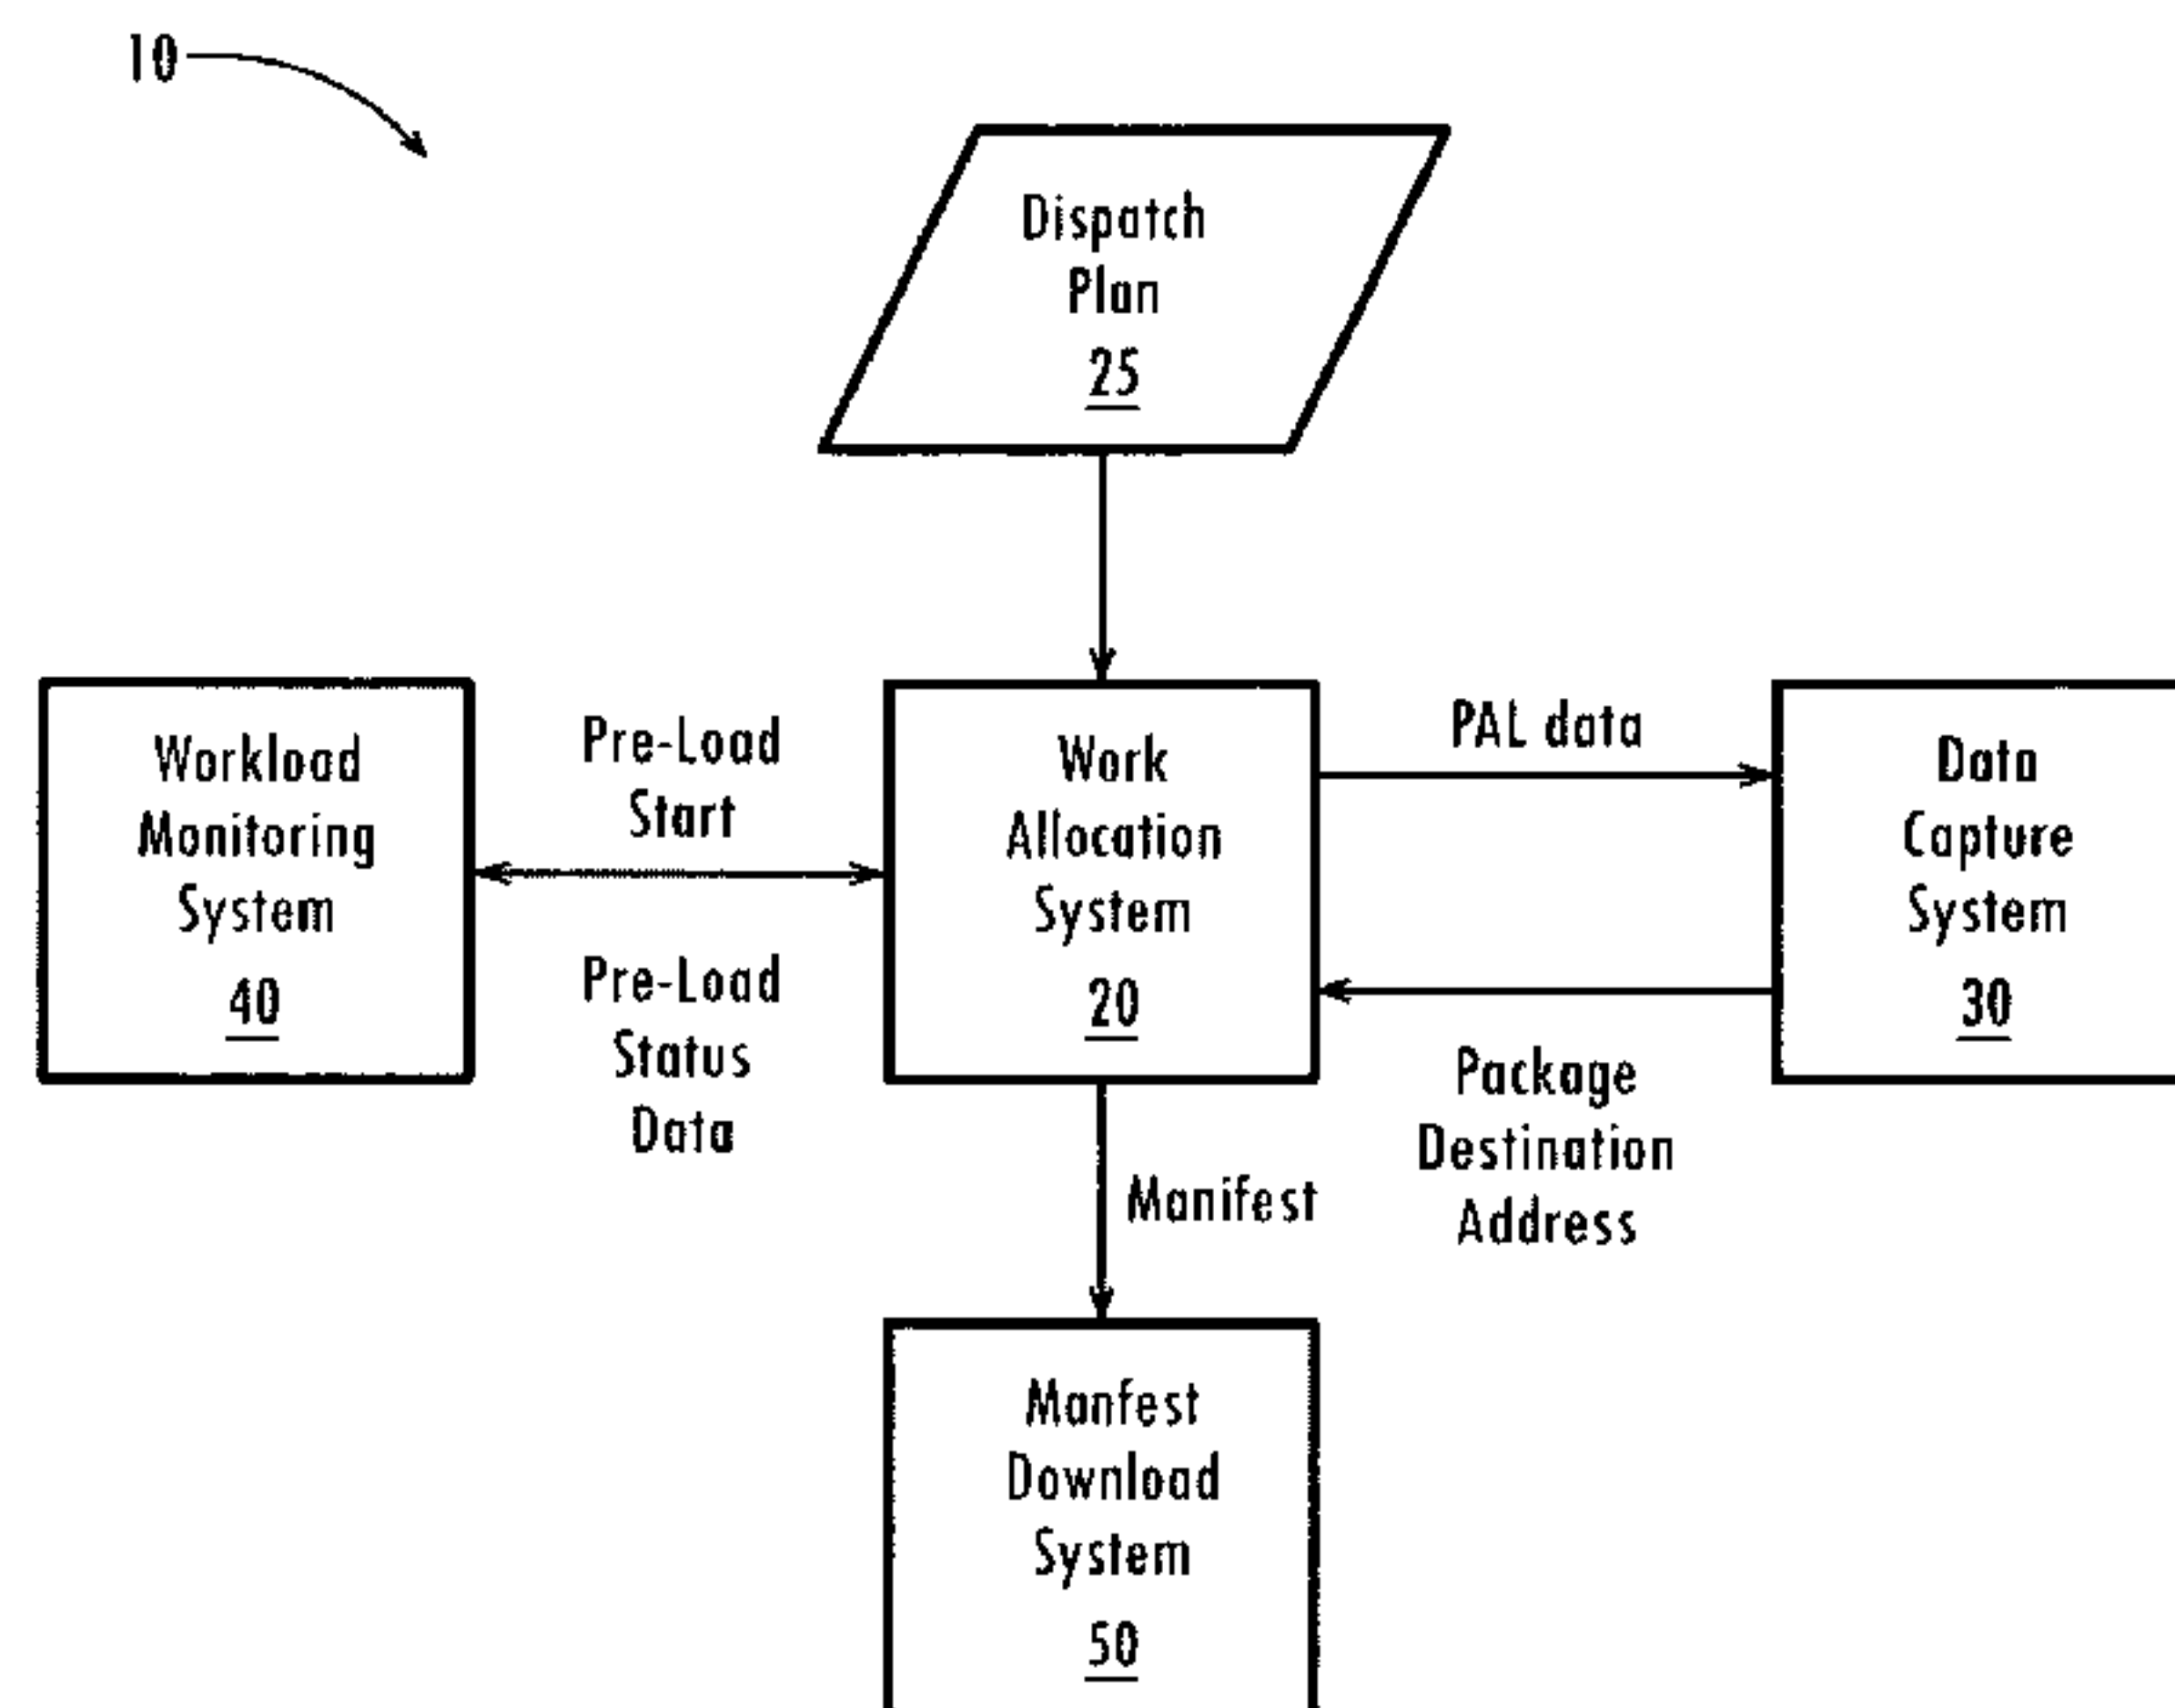 10
Dispatch
Plan
25
Workload
Monitoring
System
40
Pre-Load
Start
Pre-Load
Status
Data
Work
Allocation
System
20
PAL data
Package
Destination
Address
Data
Capture
System
30
Manifest
Manfest
Download
System
50